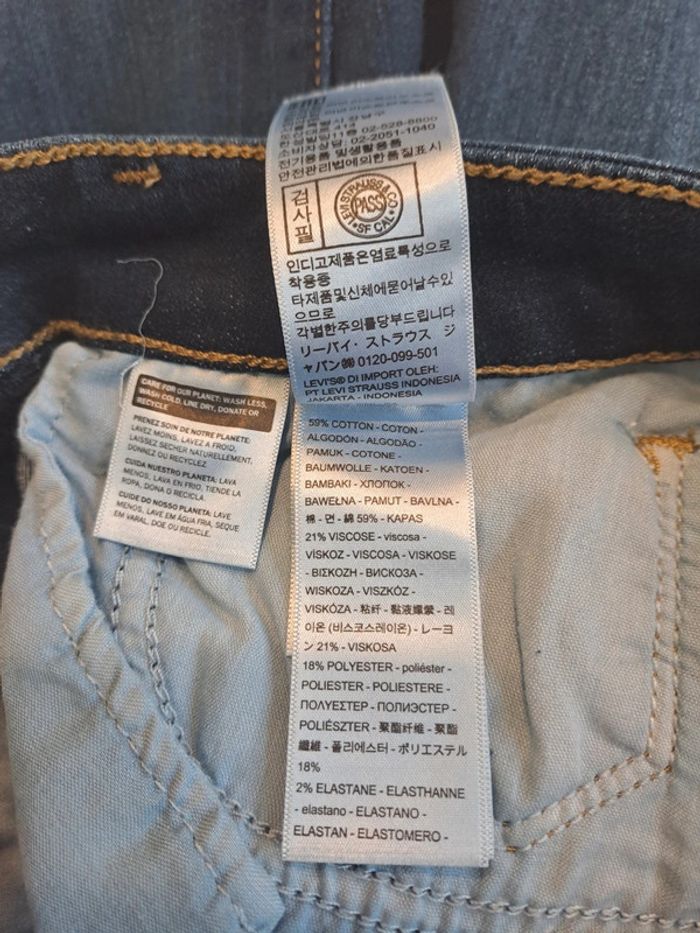 414 02-528-8800
02-2051-1040
전기용품 및생활용품
안전관리법에의한품질표시
검사필
LEVI STRAUSS & CO
PASS
SF CAL
인디고제품은염료특성으로
착용중
타제품및신체에묻어날수있
으므로
각별한주의를당부드립니다
リーバイ・ストラウス ジ
ャパン㈱ 0120-099-501
LEVI'S® DI IMPORT OLEH:
PT LEVI STRAUSS INDONESIA
JAKARTA - INDONESIA
CARE FOR OUR PLANET: WASH LESS,
WASH COLD, LINE DRY, DONATE OR
RECYCLE
PRENEZ SOIN DE NOTRE PLANETE:
LAVEZ MOINS, LAVEZ A FROID,
LAISSEZ SECHER NATURELLEMENT,
DONNEZ OU RECYCLEZ
CUIDA NUESTRO PLANETA: LAVA
MENOS, LAVA EN FRIO, TIENDE LA
ROPA, DONA O RECICLA.
CUIDE DO NOSSO PLANETA: LAVE
MENOS, LAVE EM ÁGUA FRIA, SEQUE
EM VARAL, DOE OU RECICLE.
59% COTTON - COTON -
ALGODÓN - ALGODÃO -
PAMUK - COTONE -
BAUMWOLLE - KATOEN -
ΒΑΜΒΑΚΙ - ХЛОПОК -
BAWEŁNA - PAMUT - BAVLNA -
棉 - 면 - 綿 59% - KAPAS
21% VISCOSE - viscosa -
VİSKOZ - VISCOSA - VISKOSE
- ΒΙΣΚΟΖΗ - ВИСКОЗА -
WISKOZA - VISZKÓZ -
VISKÓZA - 粘纤 - 黏液纖縈 - 레
이온 (비스코스레이온) - レーヨ
ン 21% - VISKOSA
18% POLYESTER - poliéster -
POLIESTER - POLIESTERE -
ΠΟΛΥΕΣΤΕΡ - ПОЛИЭСТЕР -
POLIÉSZTER - 聚酯纤维 - 聚酯
纖維 - 폴리에스터 - ポリエステル
18%
2% ELASTANE - ELASTHANNE
- elastano - ELASTANO -
ELASTAN - ELASTOMERO -